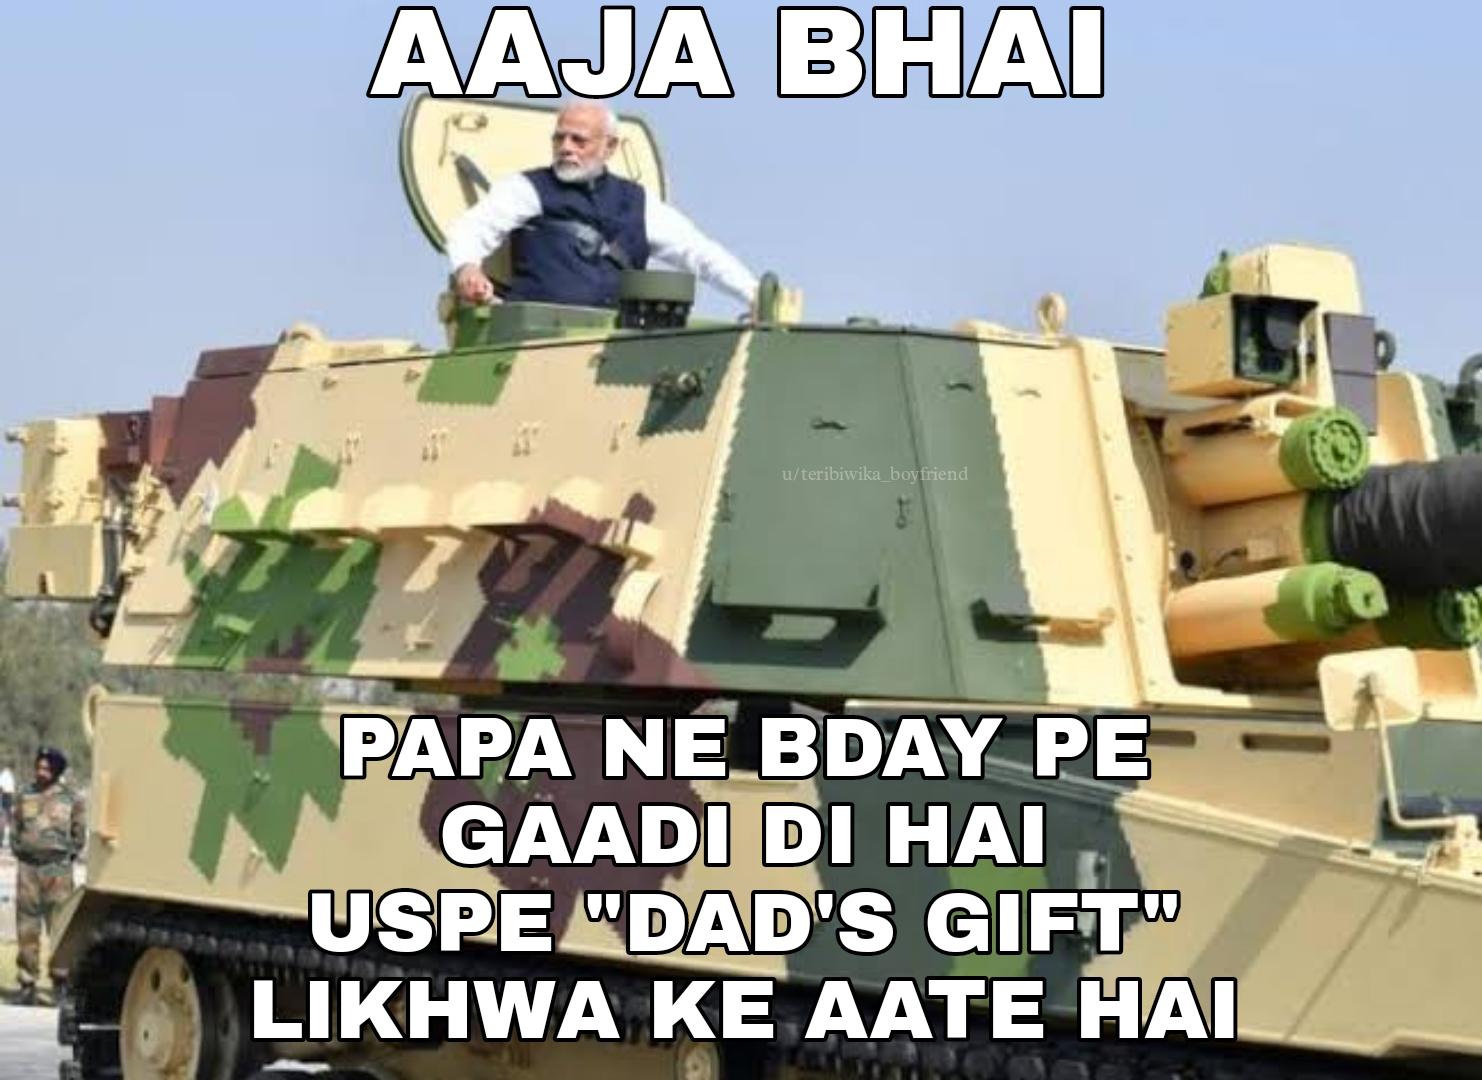 AAJA BHAI
u/teribiwika_boyfriend
PAPA NE BDAY PE
GAADI DI HAI
USPE "DAD'S GIFT"
LIKHWA KE AATE HAI